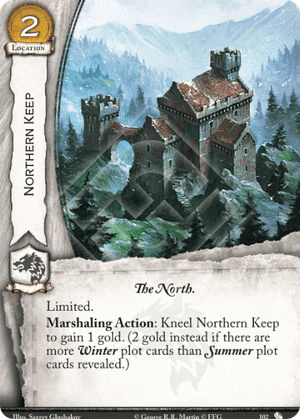 2
LOCATION
NORTHERN KEEP
The North.
Limited.
Marshaling Action: Kneel Northern Keep
to gain 1 gold. (2 gold instead if there are
more Winter plot cards than Summer plot
cards revealed.)
Illus. Sergey Glushakov
© George R.R. Martin © FFG
102